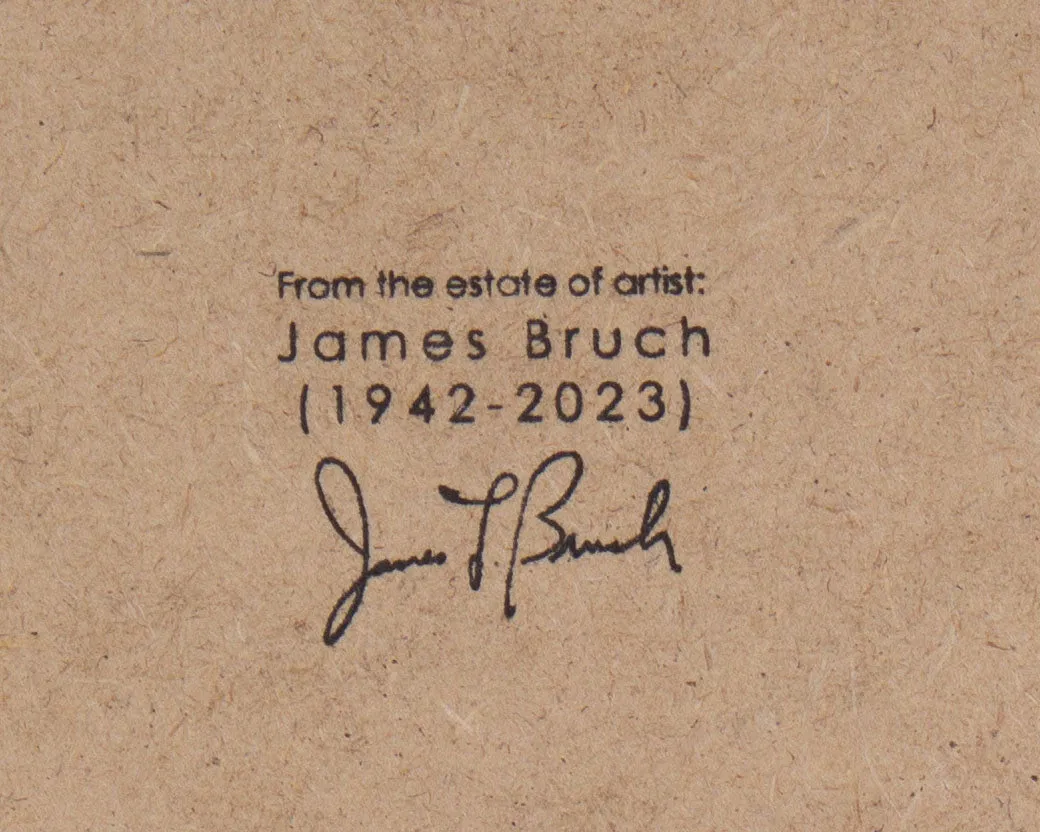 From the estate of artist:
James Bruch
(1942-2023)
James L. Bruch